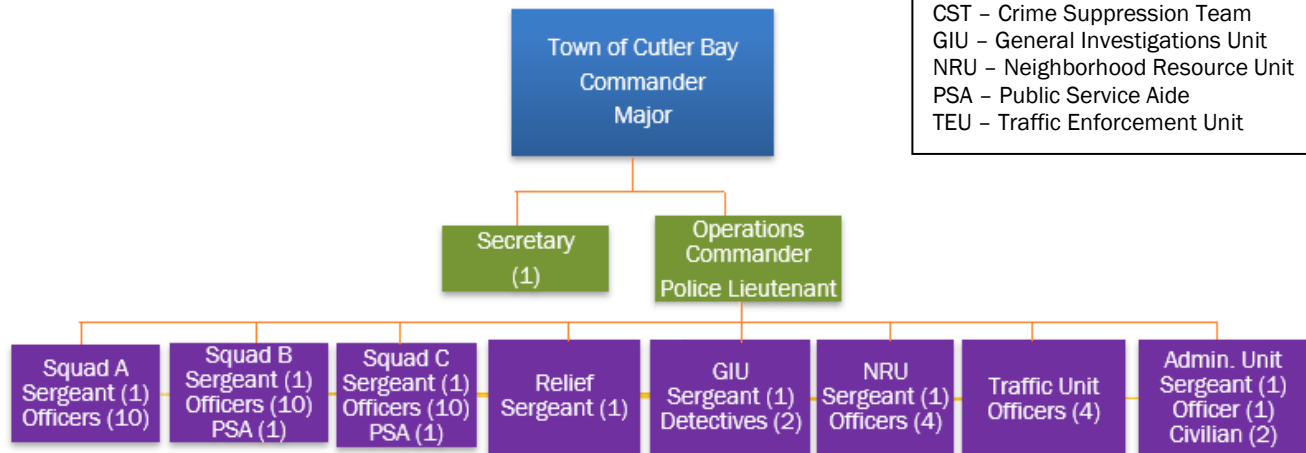 CST – Crime Suppression Team
GIU – General Investigations Unit
NRU – Neighborhood Resource Unit
PSA – Public Service Aide
TEU – Traffic Enforcement Unit
Town of Cutler Bay
Commander
Major
Secretary
(1)
Operations
Commander
Police Lieutenant
Squad A
Sergeant (1)
Officers (10)
Squad B
Sergeant (1)
Officers (10)
PSA (1)
Squad C
Sergeant (1)
Officers (10)
PSA (1)
Relief
Sergeant (1)
GIU
Sergeant (1)
Detectives (2)
NRU
Sergeant (1)
Officers (4)
Traffic Unit
Officers (4)
Admin. Unit
Sergeant (1)
Officer (1)
Civilian (2)